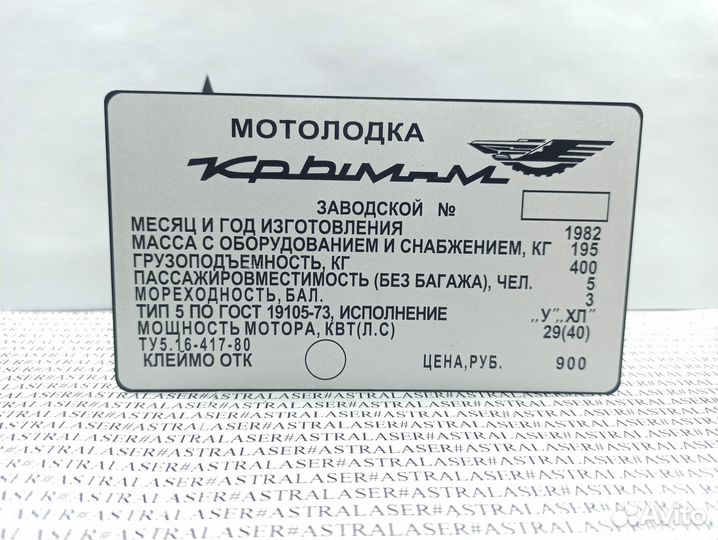 МОТОЛОДКА
Крым-М
ЗАВОДСКОЙ №
МЕСЯЦ И ГОД ИЗГОТОВЛЕНИЯ 1982
МАССА С ОБОРУДОВАНИЕМ И СНАБЖЕНИЕМ, КГ 195
ГРУЗОПОДЪЕМНОСТЬ, КГ 400
ПАССАЖИРОВМЕСТИМОСТЬ (БЕЗ БАГАЖА), ЧЕЛ. 5
МОРЕХОДНОСТЬ, БАЛ. 3
ТИП 5 ПО ГОСТ 19105-73, ИСПОЛНЕНИЕ „У”„ХЛ”
МОЩНОСТЬ МОТОРА, КВТ(Л.С) 29(40)
ТУ5.16-417-80
КЛЕЙМО ОТК ЦЕНА,РУБ. 900
#ASTRALASER#ASTRALASER#ASTRALASER#ASTRALASER#ASTRALASER
Avito